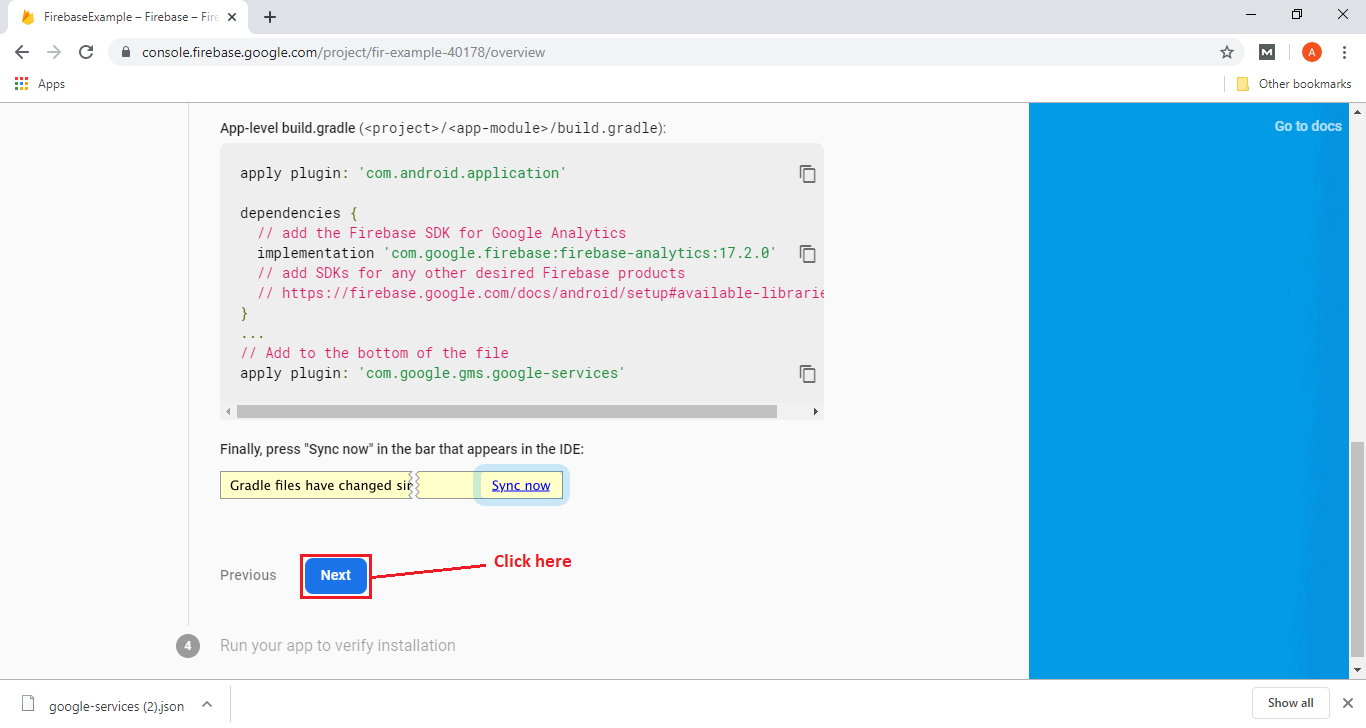 FirebaseExample – Firebase – Fire
console.firebase.google.com/project/fir-example-40178/overview
M
A
Apps
Other bookmarks
Go to docs
App-level build.gradle (<project>/<app-module>/build.gradle):
apply plugin: 'com.android.application'
dependencies {
// add the Firebase SDK for Google Analytics
implementation 'com.google.firebase:firebase-analytics:17.2.0'
// add SDKs for any other desired Firebase products
// https://firebase.google.com/docs/android/setup#available-librarie
}
...
// Add to the bottom of the file
apply plugin: 'com.google.gms.google-services'
Finally, press "Sync now" in the bar that appears in the IDE:
Gradle files have changed sin Sync now
Previous Next Click here
4 Run your app to verify installation
google-services (2).json
Show all